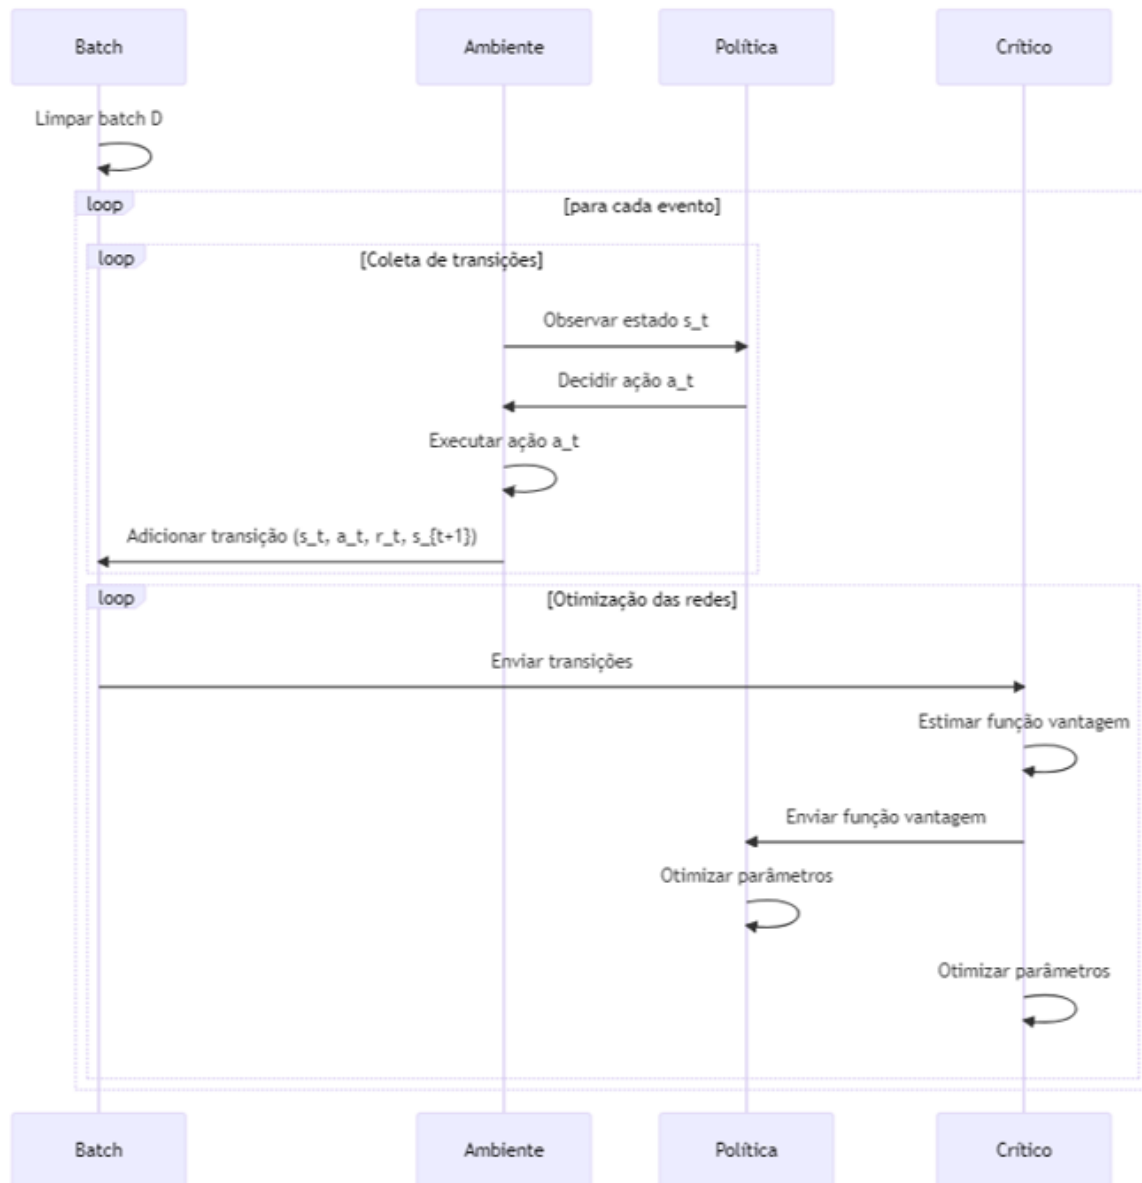 Batch
Ambiente
Política
Crítico
Limpar batch D
loop
[para cada evento]
loop
[Coleta de transições]
Observar estado s_t
Decidir ação a_t
Executar ação a_t
Adicionar transição (s_t, a_t, r_t, s_{t+1})
loop
[Otimização das redes]
Enviar transições
Estimar função vantagem
Enviar função vantagem
Otimizar parâmetros
Otimizar parâmetros
Batch
Ambiente
Política
Crítico